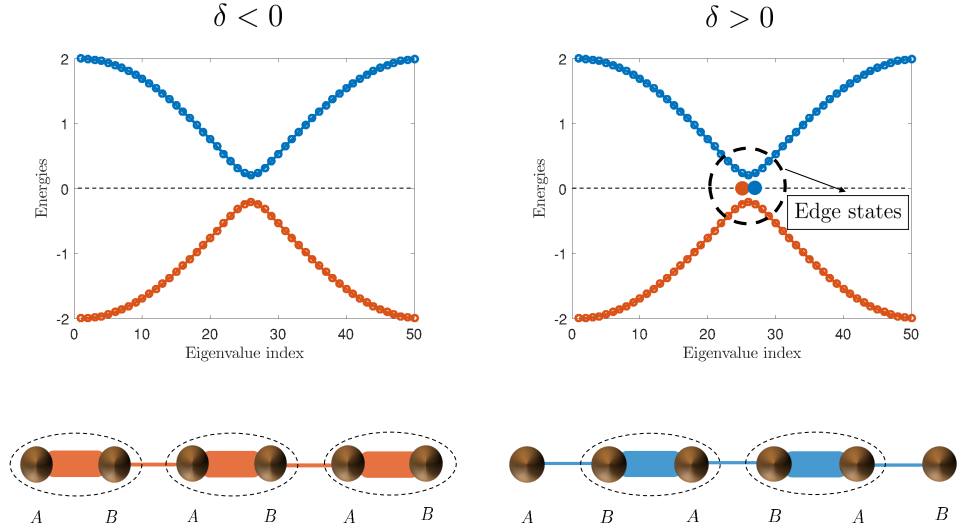 δ < 0
2
1
0
-1
-2
Energies
0
10
20
30
40
50
Eigenvalue index
δ > 0
2
1
0
-1
-2
Energies
Edge states
0
10
20
30
40
50
Eigenvalue index
A B A B A B
A B A B A B